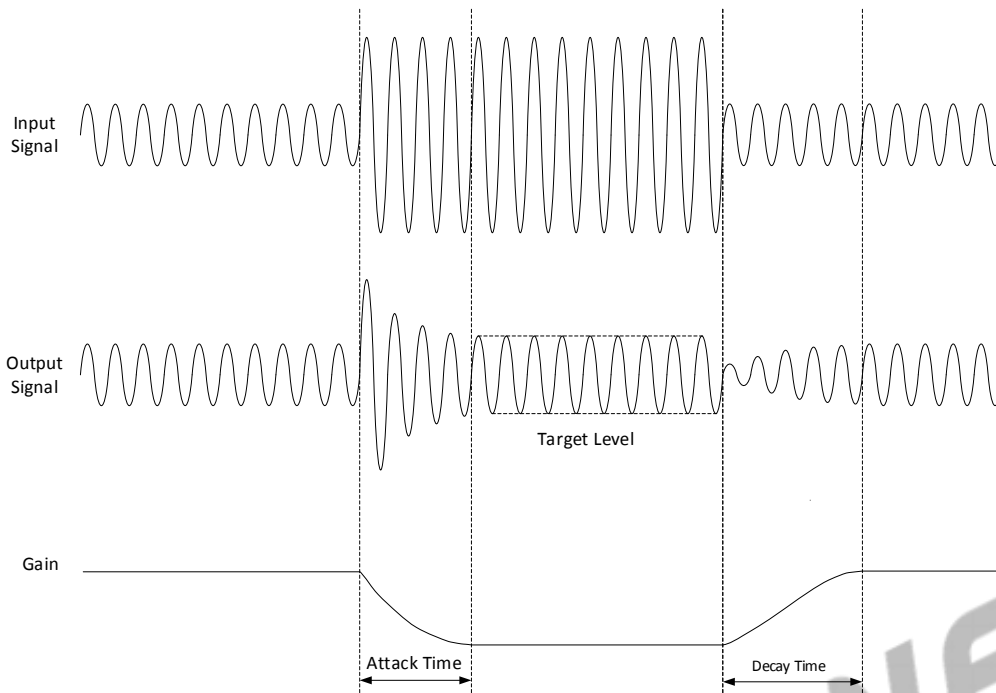 Input
Signal
Output
Signal
Target Level
Gain
Attack Time
Decay Time